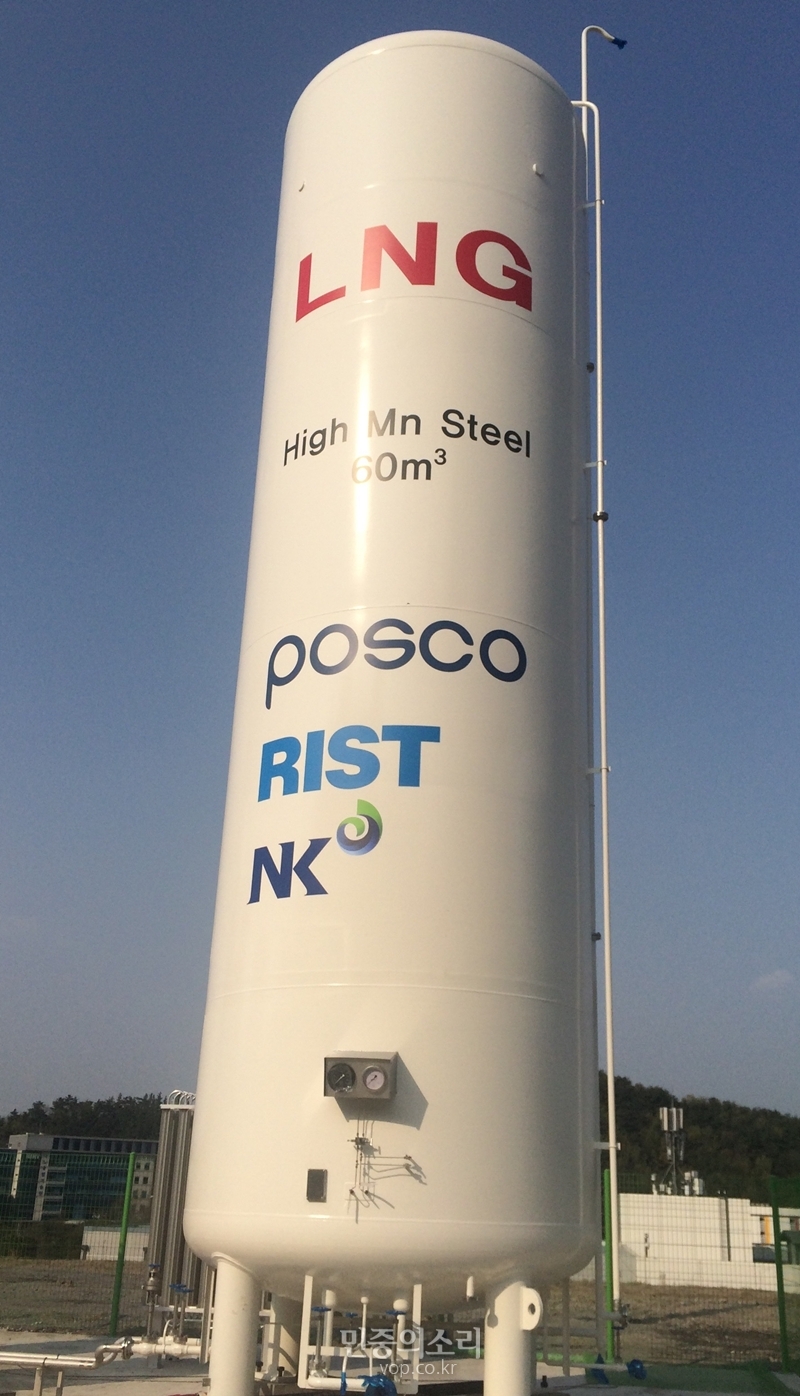 LNG
High Mn Steel
60m³
posco
RIST
NK
민중의소리
vop.co.kr